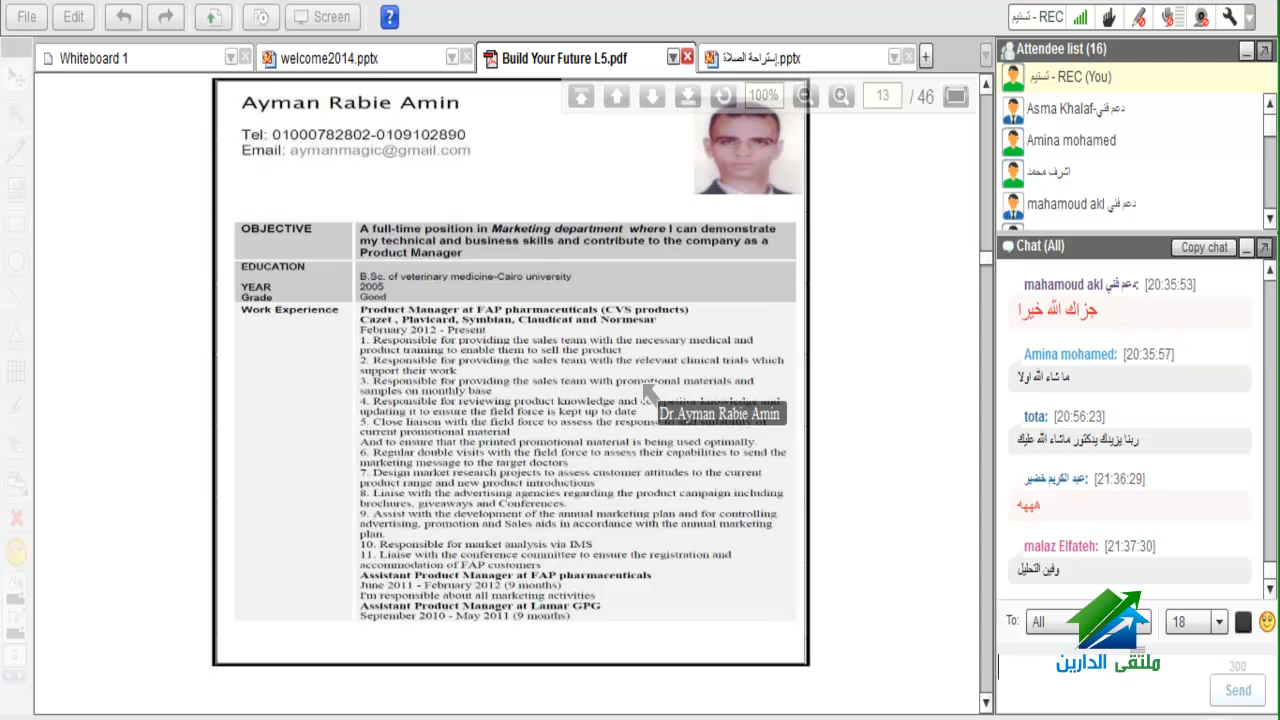 File
Edit
Screen
?
تسنيم - REC
Whiteboard 1
welcome2014.pptx
Build Your Future L5.pdf
إستراحة الصلاة.pptx
100%
13 / 46
Ayman Rabie Amin
Tel: 01000782802-0109102890
Email: aymanmagic@gmail.com
OBJECTIVE
A full-time position in Marketing department where I can demonstrate
my technical and business skills and contribute to the company as a
Product Manager
EDUCATION
B.Sc. of veterinary medicine-Cairo university
YEAR
2005
Grade
Good
Work Experience
Product Manager at FAP pharmaceuticals (CVS products)
Cazet , Plavicard, Symbian, Claudicat and Normesar
February 2012 - Present
1. Responsible for providing the sales team with the necessary medical and
product training to enable them to sell the product
2. Responsible for providing the sales team with the relevant clinical trials which
support their work
3. Responsible for providing the sales team with promotional materials and
samples on monthly base
4. Responsible for reviewing product knowledge and competitor knowledge and
updating it to ensure the field force is kept up to date
Dr.Ayman Rabie Amin
5. Close liaison with the field force to assess the response to and suitability of
current promotional material
And to ensure that the printed promotional material is being used optimally.
6. Regular double visits with the field force to assess their capabilities to send the
marketing message to the target doctors
7. Design market research projects to assess customer attitudes to the current
product range and new product introductions
8. Liaise with the advertising agencies regarding the product campaign including
brochures, giveaways and Conferences.
9. Assist with the development of the annual marketing plan and for controlling
advertising, promotion and Sales aids in accordance with the annual marketing
plan.
10. Responsible for market analysis via IMS
11. Liaise with the conference committee to ensure the registration and
accommodation of FAP customers
Assistant Product Manager at FAP pharmaceuticals
June 2011 - February 2012 (9 months)
I'm responsible about all marketing activities
Assistant Product Manager at Lamar GPG
September 2010 - May 2011 (9 months)
Attendee list (16)
تسنيم - REC (You)
Asma Khalaf-دعم فني
Amina mohamed
اشرف محمد
mahamoud akl دعم فني
Chat (All)
Copy chat
mahamoud akl دعم فني: [20:35:53]
جزاك الله خيرا
Amina mohamed: [20:35:57]
ما شاء الله اولا
tota: [20:56:23]
ربنا يزيدك يدكتور ماشاء الله عليك
عبد الكريم خضير: [21:36:29]
هههه
malaz Elfateh: [21:37:30]
وفين التحليل
To: All
18
ملتقى الدارين
300
Send
2